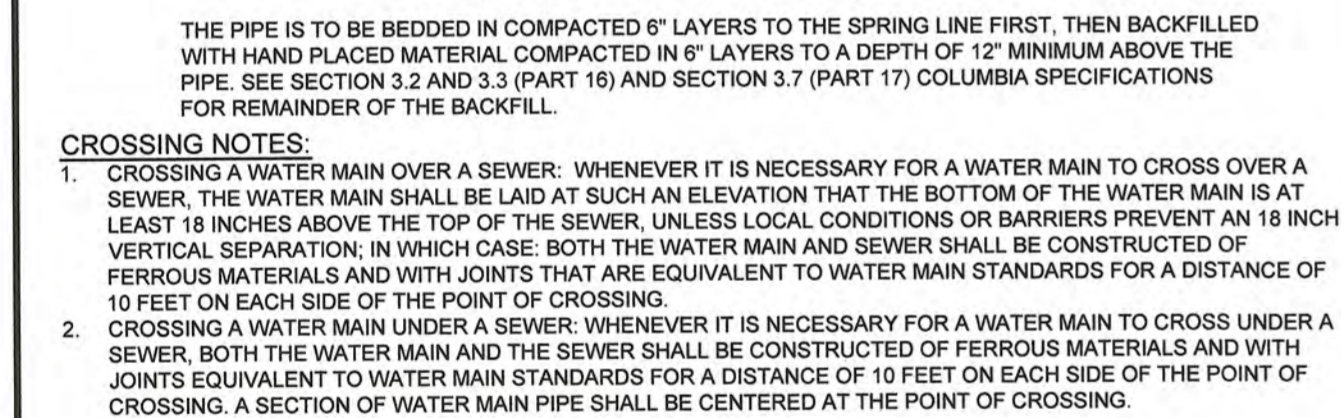 THE PIPE IS TO BE BEDDED IN COMPACTED 6" LAYERS TO THE SPRING LINE FIRST, THEN BACKFILLED
WITH HAND PLACED MATERIAL COMPACTED IN 6" LAYERS TO A DEPTH OF 12" MINIMUM ABOVE THE
PIPE. SEE SECTION 3.2 AND 3.3 (PART 16) AND SECTION 3.7 (PART 17) COLUMBIA SPECIFICATIONS
FOR REMAINDER OF THE BACKFILL.
CROSSING NOTES:
1. CROSSING A WATER MAIN OVER A SEWER: WHENEVER IT IS NECESSARY FOR A WATER MAIN TO CROSS OVER A
SEWER, THE WATER MAIN SHALL BE LAID AT SUCH AN ELEVATION THAT THE BOTTOM OF THE WATER MAIN IS AT
LEAST 18 INCHES ABOVE THE TOP OF THE SEWER, UNLESS LOCAL CONDITIONS OR BARRIERS PREVENT AN 18 INCH
VERTICAL SEPARATION; IN WHICH CASE: BOTH THE WATER MAIN AND SEWER SHALL BE CONSTRUCTED OF
FERROUS MATERIALS AND WITH JOINTS THAT ARE EQUIVALENT TO WATER MAIN STANDARDS FOR A DISTANCE OF
10 FEET ON EACH SIDE OF THE POINT OF CROSSING.
2. CROSSING A WATER MAIN UNDER A SEWER: WHENEVER IT IS NECESSARY FOR A WATER MAIN TO CROSS UNDER A
SEWER, BOTH THE WATER MAIN AND THE SEWER SHALL BE CONSTRUCTED OF FERROUS MATERIALS AND WITH
JOINTS EQUIVALENT TO WATER MAIN STANDARDS FOR A DISTANCE OF 10 FEET ON EACH SIDE OF THE POINT OF
CROSSING. A SECTION OF WATER MAIN PIPE SHALL BE CENTERED AT THE POINT OF CROSSING.